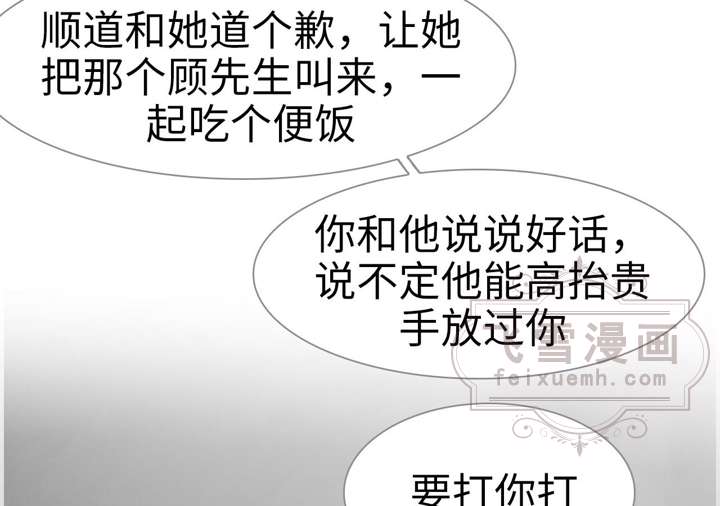 顺道和她道个歉，让她
把那个顾先生叫来，一
起吃个便饭
你和他说说好话，
说不定他能高抬贵
手放过你
飞雪漫画
feixuemh.com
要打你打